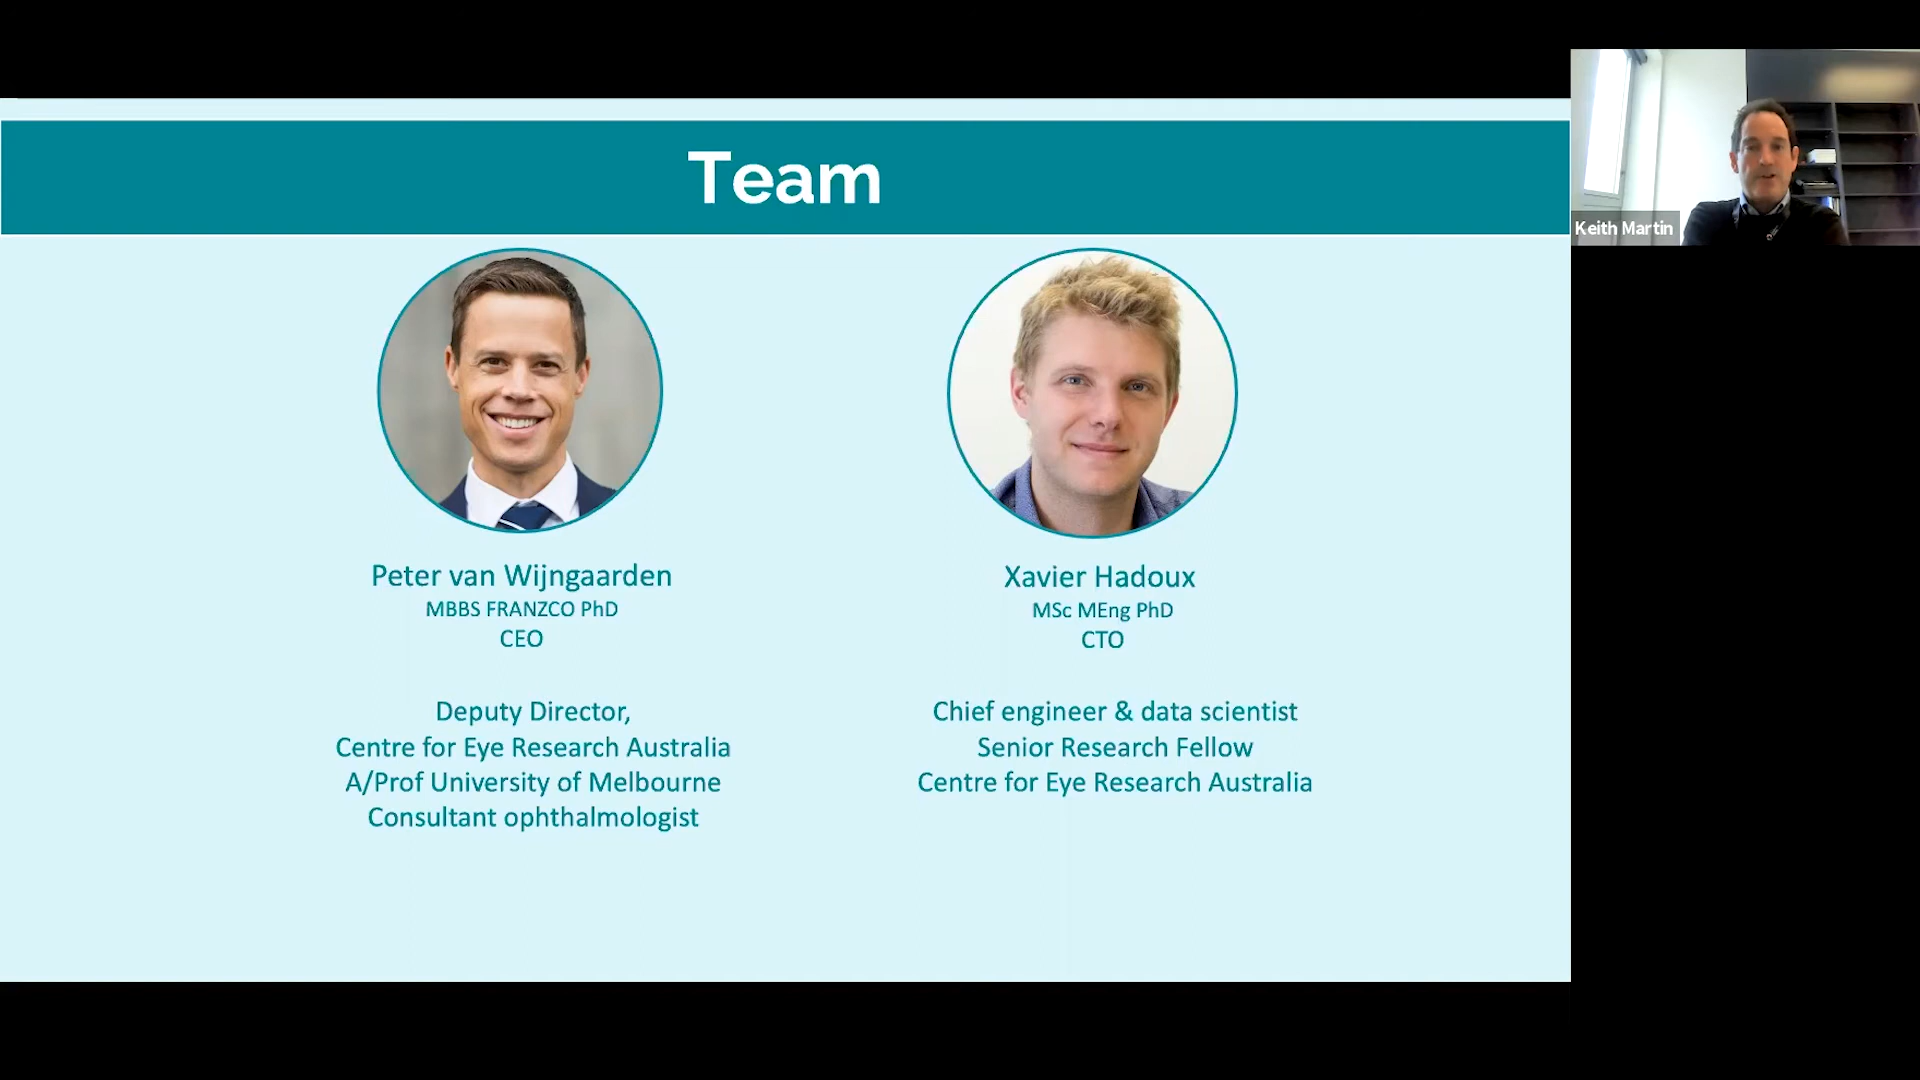 Team
Peter van Wijngaarden
MBBS FRANZCO PhD
CEO
Deputy Director,
Centre for Eye Research Australia
A/Prof University of Melbourne
Consultant ophthalmologist
Xavier Hadoux
MSc MEng PhD
CTO
Chief engineer & data scientist
Senior Research Fellow
Centre for Eye Research Australia
Keith Martin